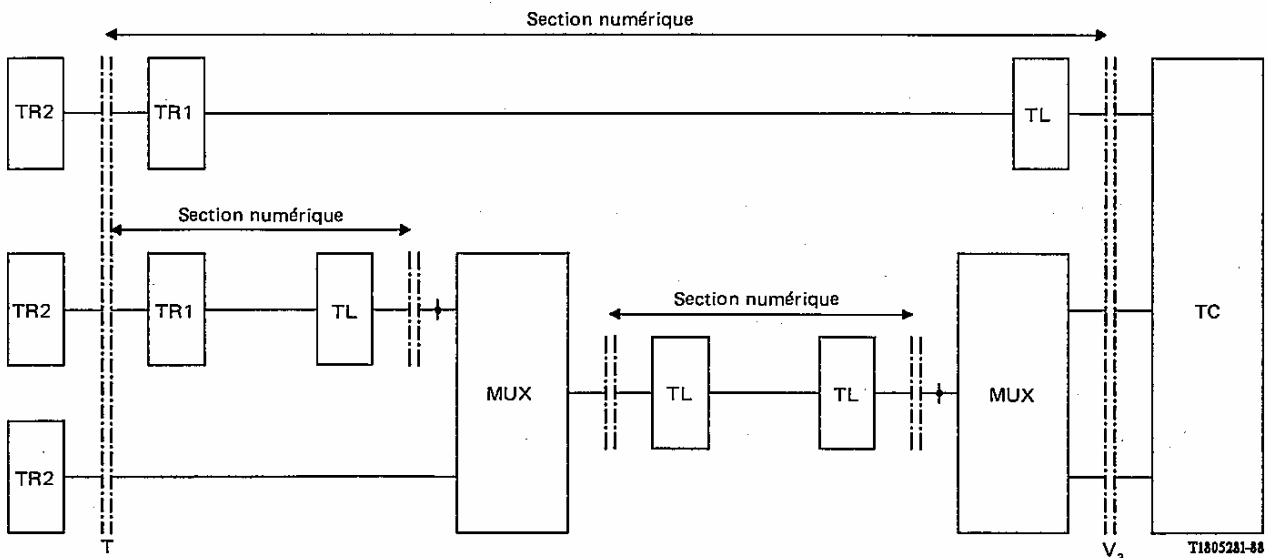 Section numérique
TR2 TR1 TL
Section numérique
TR2 TR1 TL TC
Section numérique
MUX TL TL MUX
TR2
T V3 T1805281-88